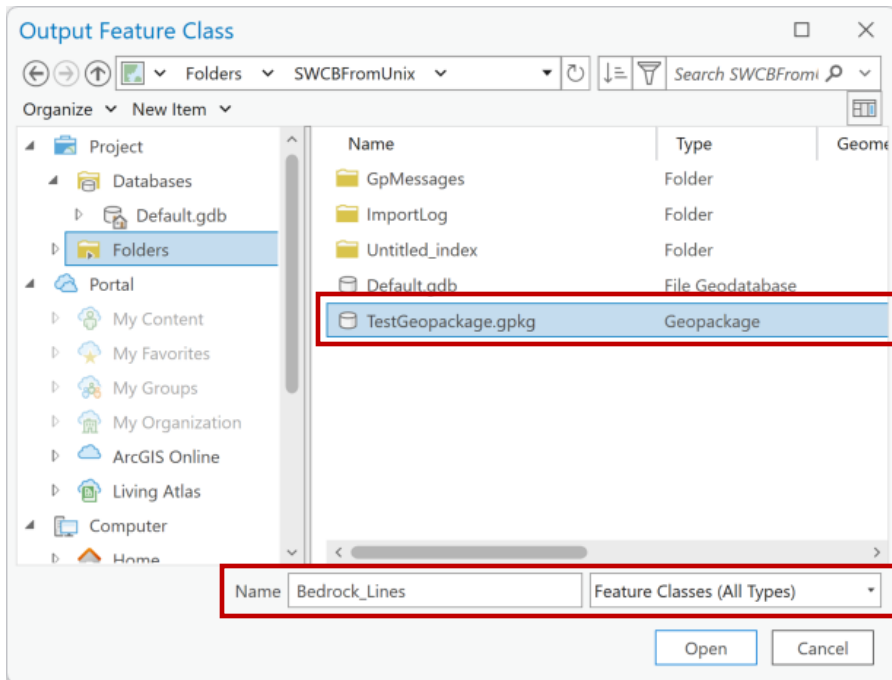 Output Feature Class
Folders SWCBFromUnix Search SWCBFromU
Organize New Item
Project
Databases
Default.gdb
Folders
Portal
My Content
My Favorites
My Groups
My Organization
ArcGIS Online
Living Atlas
Computer
Home
Name Type Geome
GpMessages Folder
ImportLog Folder
Untitled_index Folder
Default.gdb File Geodatabase
TestGeopackage.gpkg Geopackage
Name Bedrock_Lines Feature Classes (All Types)
Open Cancel